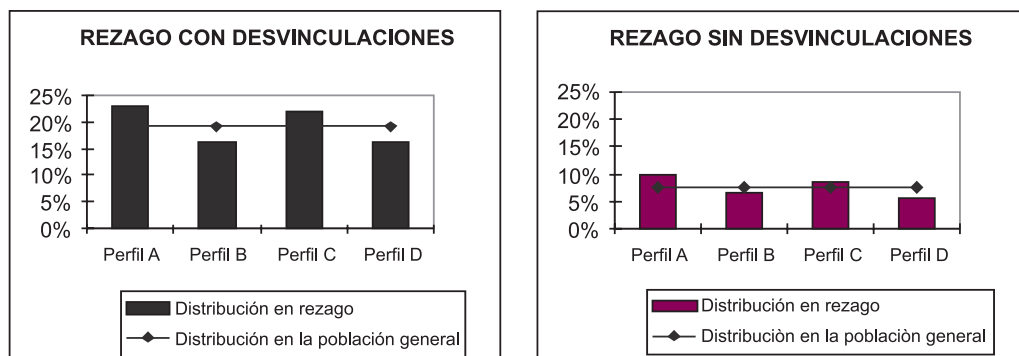 REZAGO CON DESVINCULACIONES
25%
20%
15%
10%
5%
0%
Perfil A Perfil B Perfil C Perfil D
Distribución en rezago
Distribución en la población general
REZAGO SIN DESVINCULACIONES
25%
20%
15%
10%
5%
0%
Perfil A Perfil B Perfil C Perfil D
Distribución en rezago
Distribuciòn en la poblaciòn general